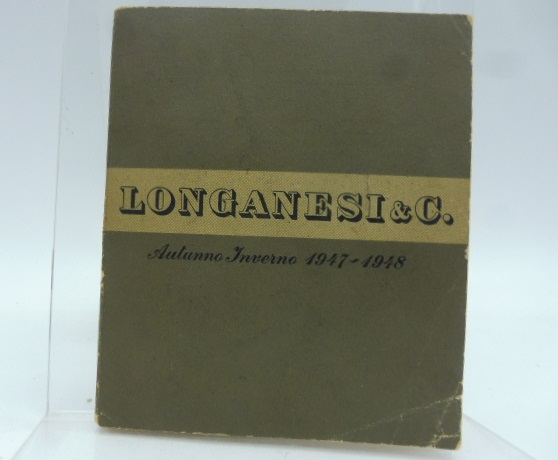 LONGANESI & C.
Autunno-Inverno 1947-1948